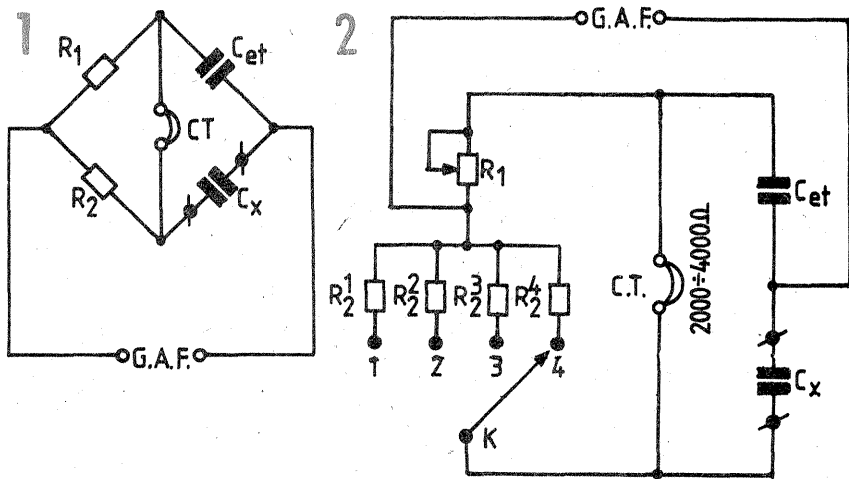 1
R1
Cet
CT
R2
Cx
G.A.F.
2
G.A.F.
R1
Cet
C.T.
2000÷4000Ω
R2^1 R2^2 R2^3 R2^4
1 2 3 4
K
Cx